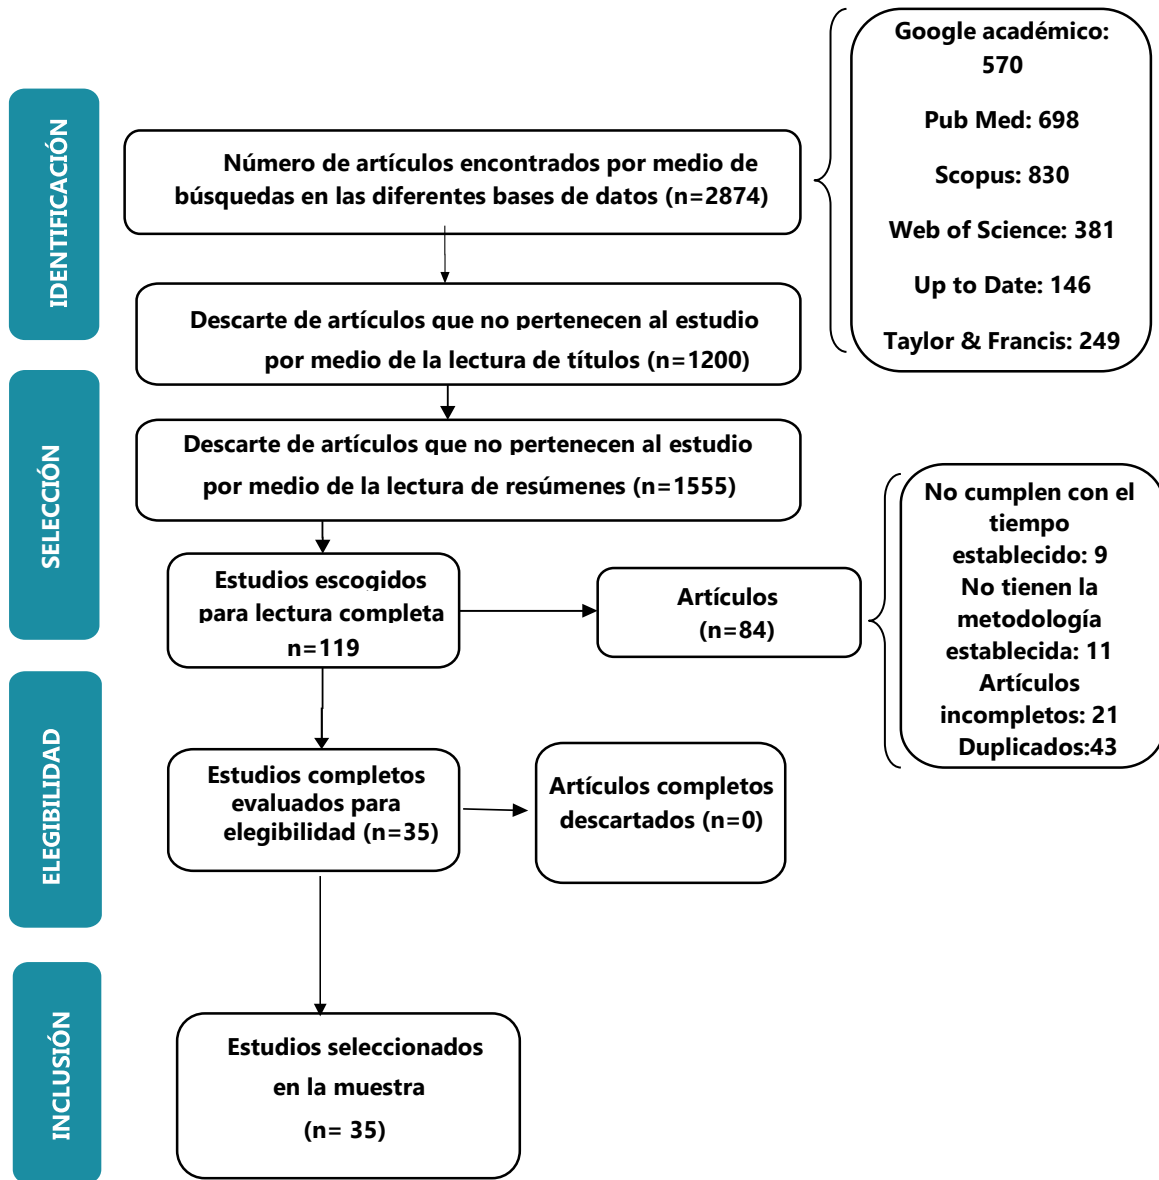 IDENTIFICACIÓN
Número de artículos encontrados por medio de
búsquedas en las diferentes bases de datos (n=2874)
Google académico:
570
Pub Med: 698
Scopus: 830
Web of Science: 381
Up to Date: 146
Taylor & Francis: 249
Descarte de artículos que no pertenecen al estudio
por medio de la lectura de títulos (n=1200)
SELECCIÓN
Descarte de artículos que no pertenecen al estudio
por medio de la lectura de resúmenes (n=1555)
Estudios escogidos
para lectura completa
n=119
Artículos
(n=84)
No cumplen con el
tiempo
establecido: 9
No tienen la
metodología
establecida: 11
Artículos
incompletos: 21
Duplicados:43
ELEGIBILIDAD
Estudios completos
evaluados para
elegibilidad (n=35)
Artículos completos
descartados (n=0)
INCLUSIÓN
Estudios seleccionados
en la muestra
(n= 35)